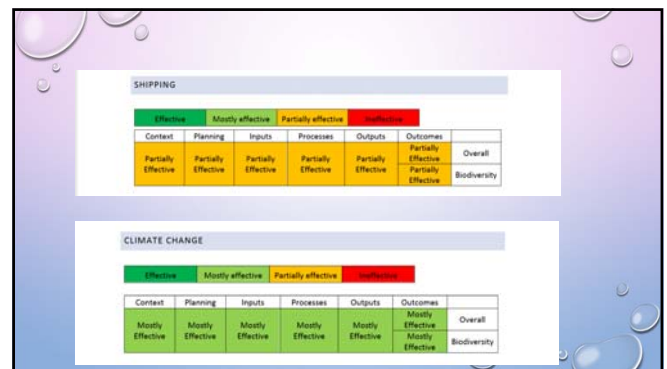 SHIPPING
Effective Mostly effective Partially effective Ineffective
Context Planning Inputs Processes Outputs Outcomes
Partially Effective Partially Effective Partially Effective Partially Effective Partially Effective Partially Effective Overall
Partially Effective Biodiversity
CLIMATE CHANGE
Effective Mostly effective Partially effective Ineffective
Context Planning Inputs Processes Outputs Outcomes
Mostly Effective Mostly Effective Mostly Effective Mostly Effective Mostly Effective Mostly Effective Overall
Mostly Effective Biodiversity